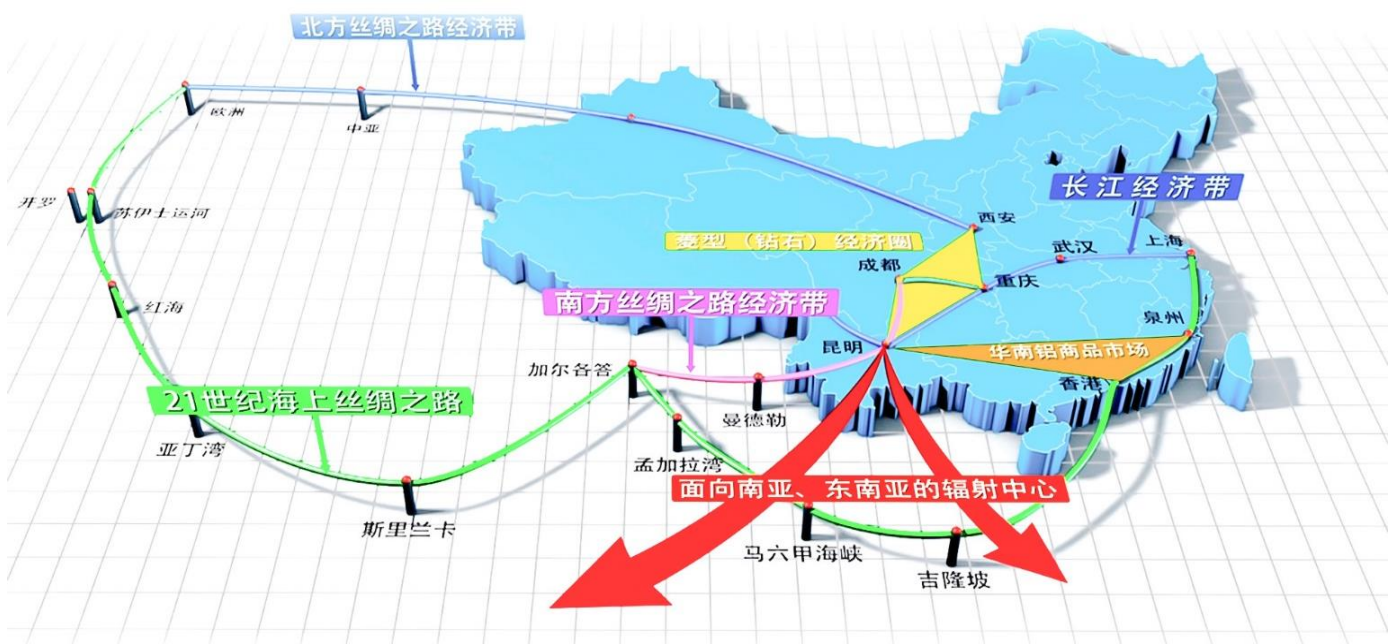 北方丝绸之路经济带
欧洲
中亚
开罗
苏伊士运河
长江经济带
西安
菱型（钻石）经济圈
武汉
上海
成都
重庆
红海
南方丝绸之路经济带
泉州
昆明
华南铝商品市场
加尔各答
香港
21世纪海上丝绸之路
曼德勒
亚丁湾
孟加拉湾
面向南亚、东南亚的辐射中心
斯里兰卡
马六甲海峡
吉隆坡